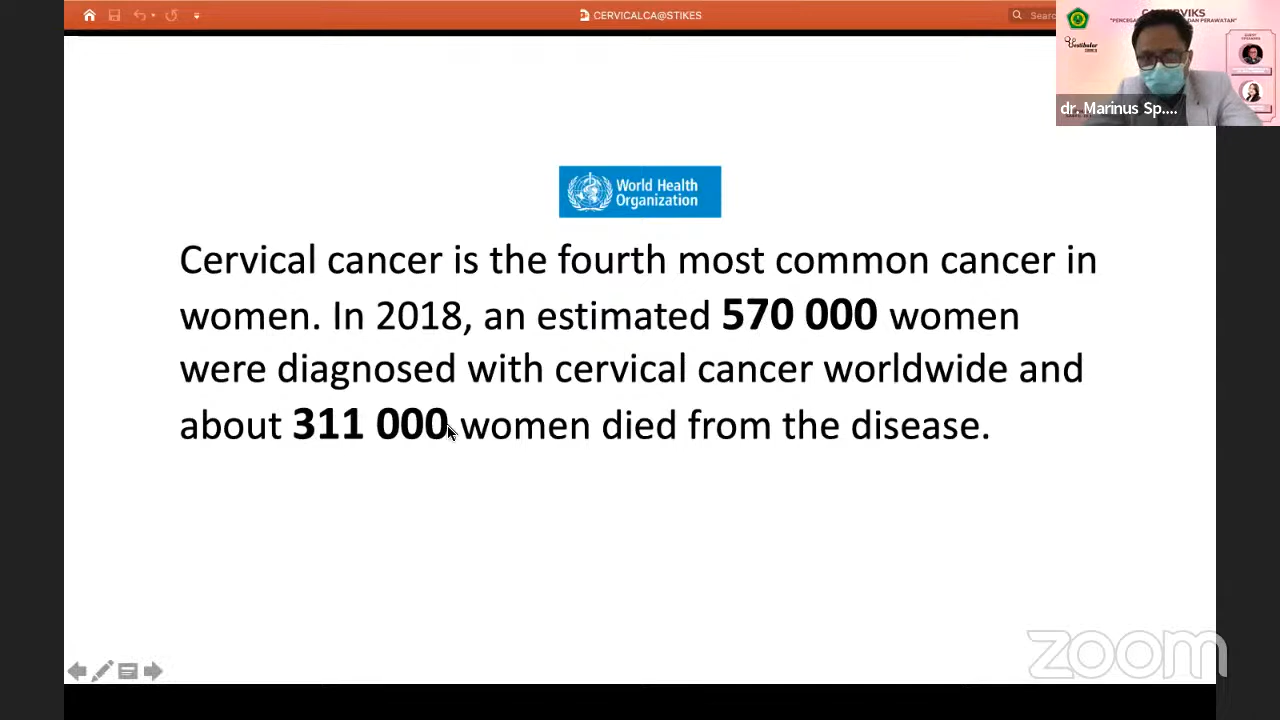 CERVICALCA@STIKES
World Health
Organization
Cervical cancer is the fourth most common cancer in
women. In 2018, an estimated 570 000 women
were diagnosed with cervical cancer worldwide and
about 311 000 women died from the disease.
dr. Marinus Sp....
zoom